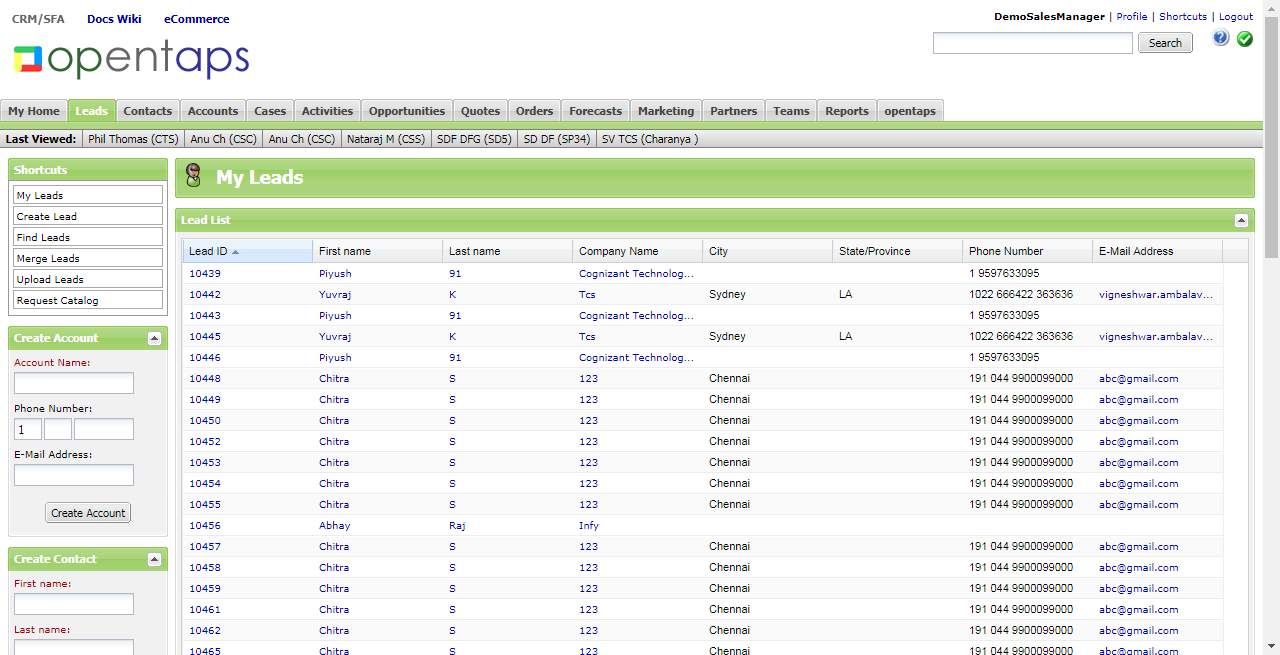 CRM/SFA Docs Wiki eCommerce
DemoSalesManager | Profile | Shortcuts | Logout
opentaps
Search
My Home Leads Contacts Accounts Cases Activities Opportunities Quotes Orders Forecasts Marketing Partners Teams Reports opentaps
Last Viewed: Phil Thomas (CTS) Anu Ch (CSC) Anu Ch (CSC) Nataraj M (CSS) SDF DFG (SD5) SD DF (SP34) SV TCS (Charanya )
Shortcuts
My Leads
Create Lead
Find Leads
Merge Leads
Upload Leads
Request Catalog
Create Account
Account Name:
Phone Number:
1
E-Mail Address:
Create Account
Create Contact
First name:
Last name:
My Leads
Lead List
Lead ID First name Last name Company Name City State/Province Phone Number E-Mail Address
10439 Piyush 91 Cognizant Technolog... 1 9597633095
10442 Yuvraj K Tcs Sydney LA 1022 666422 363636 vigneshwar.ambalav...
10443 Piyush 91 Cognizant Technolog... 1 9597633095
10445 Yuvraj K Tcs Sydney LA 1022 666422 363636 vigneshwar.ambalav...
10446 Piyush 91 Cognizant Technolog... 1 9597633095
10448 Chitra S 123 Chennai 191 044 9900099000 abc@gmail.com
10449 Chitra S 123 Chennai 191 044 9900099000 abc@gmail.com
10450 Chitra S 123 Chennai 191 044 9900099000 abc@gmail.com
10452 Chitra S 123 Chennai 191 044 9900099000 abc@gmail.com
10453 Chitra S 123 Chennai 191 044 9900099000 abc@gmail.com
10454 Chitra S 123 Chennai 191 044 9900099000 abc@gmail.com
10455 Chitra S 123 Chennai 191 044 9900099000 abc@gmail.com
10456 Abhay Raj Infy
10457 Chitra S 123 Chennai 191 044 9900099000 abc@gmail.com
10458 Chitra S 123 Chennai 191 044 9900099000 abc@gmail.com
10459 Chitra S 123 Chennai 191 044 9900099000 abc@gmail.com
10461 Chitra S 123 Chennai 191 044 9900099000 abc@gmail.com
10462 Chitra S 123 Chennai 191 044 9900099000 abc@gmail.com
10465 Chitra S 123 Chennai 191 044 9900099000 abc@gmail.com